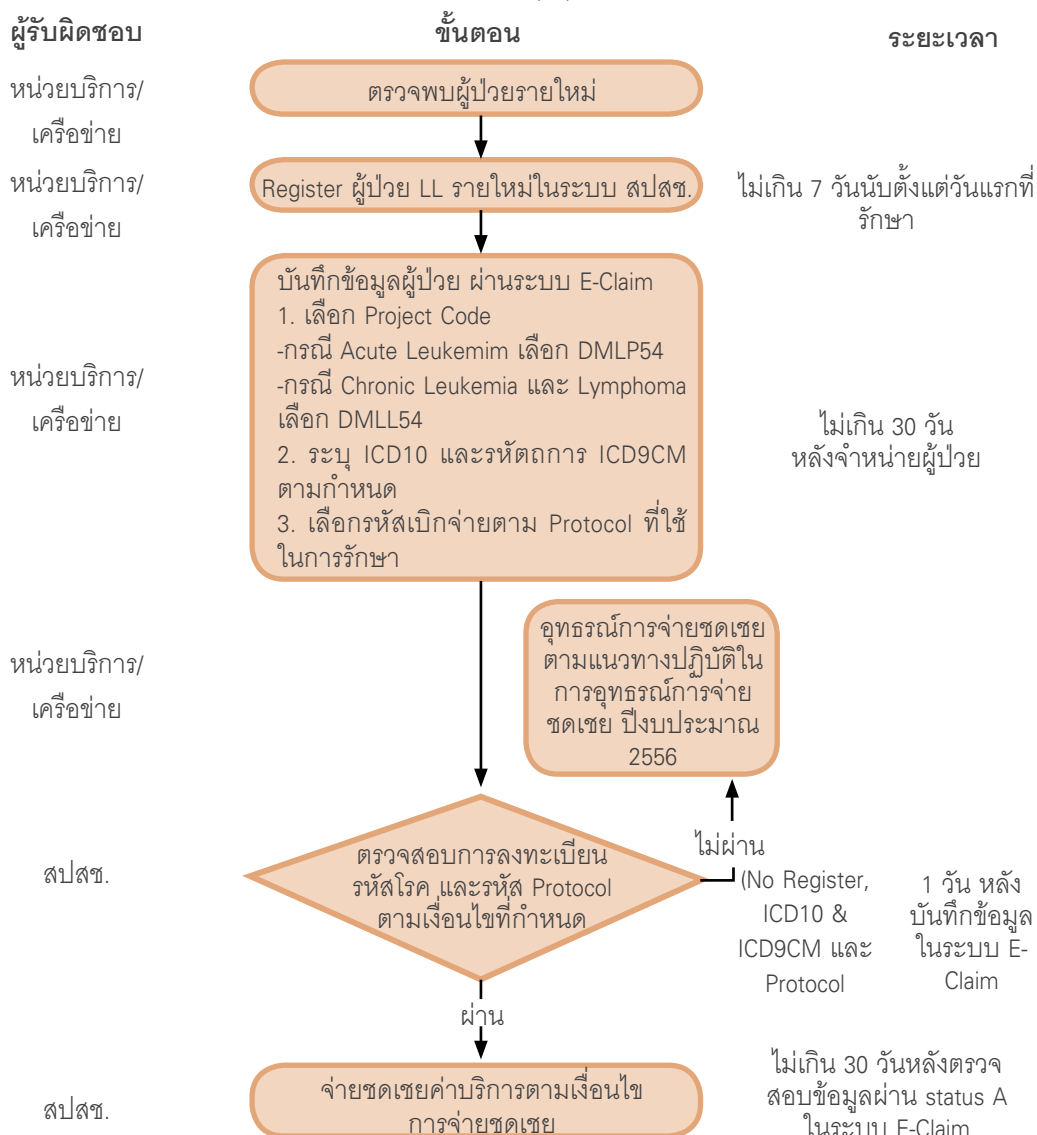 ผู้รับผิดชอบ
ขั้นตอน
ระยะเวลา
หน่วยบริการ/
เครือข่าย
ตรวจพบผู้ป่วยรายใหม่
หน่วยบริการ/
เครือข่าย
Register ผู้ป่วย LL รายใหม่ในระบบ สปสช.
ไม่เกิน 7 วันนับตั้งแต่วันแรกที่
รักษา
หน่วยบริการ/
เครือข่าย
บันทึกข้อมูลผู้ป่วย ผ่านระบบ E-Claim
1. เลือก Project Code
-กรณี Acute Leukemim เลือก DMLP54
-กรณี Chronic Leukemia และ Lymphoma
เลือก DMLL54
2. ระบุ ICD10 และรหัตถการ ICD9CM
ตามกำหนด
3. เลือกรหัสเบิกจ่ายตาม Protocol ที่ใช้
ในการรักษา
ไม่เกิน 30 วัน
หลังจำหน่ายผู้ป่วย
หน่วยบริการ/
เครือข่าย
อุทธรณ์การจ่ายชดเชย
ตามแนวทางปฏิบัติใน
การอุทธรณ์การจ่าย
ชดเชย ปีงบประมาณ
2556
สปสช.
ตรวจสอบการลงทะเบียน
รหัสโรค และรหัส Protocol
ตามเงื่อนไขที่กำหนด
ไม่ผ่าน
(No Register,
ICD10 &
ICD9CM และ
Protocol
1 วัน หลัง
บันทึกข้อมูล
ในระบบ E-
Claim
ผ่าน
สปสช.
จ่ายชดเชยค่าบริการตามเงื่อนไข
การจ่ายชดเชย
ไม่เกิน 30 วันหลังตรวจ
สอบข้อมูลผ่าน status A
ในระบบ E-Claim